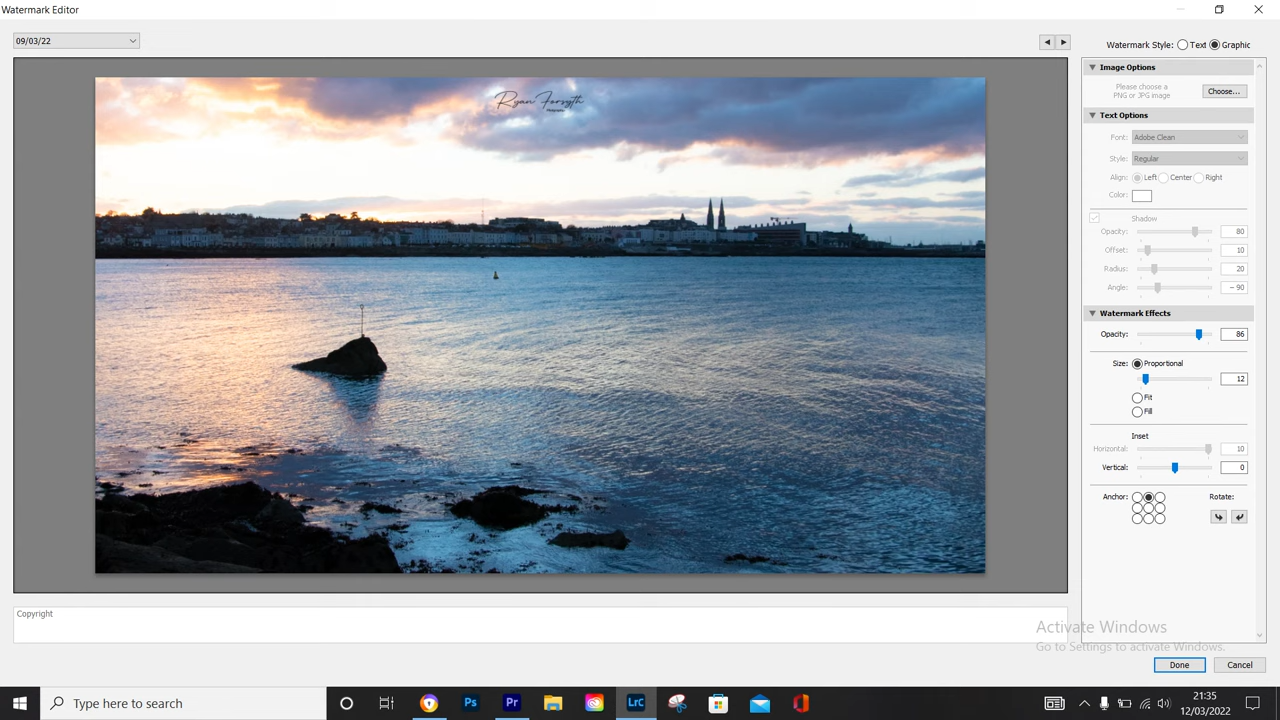 Watermark Editor
09/03/22
Watermark Style: Text Graphic
Image Options
Please choose a
PNG or JPG image
Choose...
Text Options
Font: Adobe Clean
Style: Regular
Align: Left Center Right
Color:
Shadow
Opacity: 80
Offset: 10
Radius: 20
Angle: -90
Watermark Effects
Opacity: 86
Size: Proportional
12
Fit
Fill
Inset
Horizontal: 10
Vertical: 0
Anchor: Rotate:
Ryan Forsyth
Copyright
Activate Windows
Go to Settings to activate Windows.
Done Cancel
Type here to search
Ps Pr LrC
21:35
12/03/2022